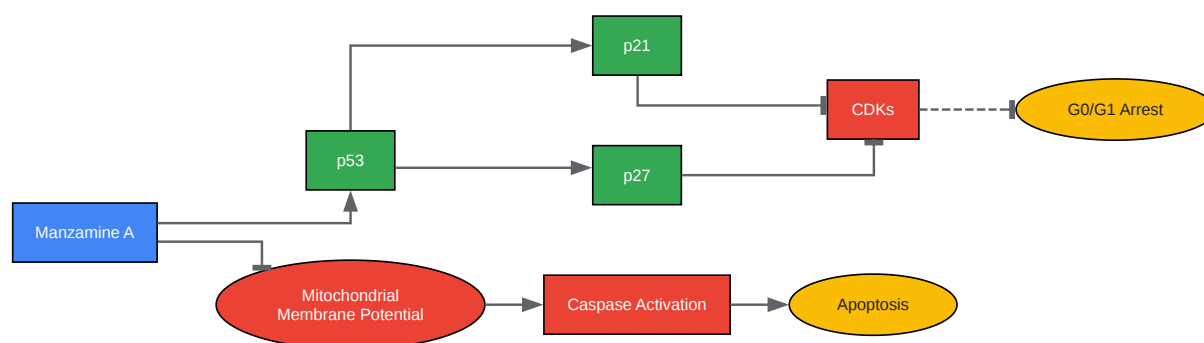 p21
CDKs
G0/G1 Arrest
p53
p27
Manzamine A
Mitochondrial
Membrane Potential
Caspase Activation
Apoptosis